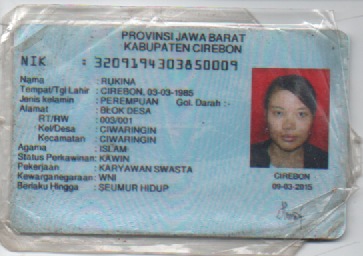 PROVINSI JAWA BARAT
KABUPATEN CIREBON
NIK : 3209194303850009
Nama : RUKINA
Tempat/Tgl Lahir : CIREBON, 03-03-1985
Jenis kelamin : PEREMPUAN Gol. Darah :-
Alamat : BLOK DESA
RT/RW : 003/001
Kel/Desa : CIWARINGIN
Kecamatan : CIWARINGIN
Agama : ISLAM
Status Perkawinan: KAWIN
Pekerjaan : KARYAWAN SWASTA
Kewarganegaraan: WNI
Berlaku Hingga : SEUMUR HIDUP
CIREBON
09-03-2015